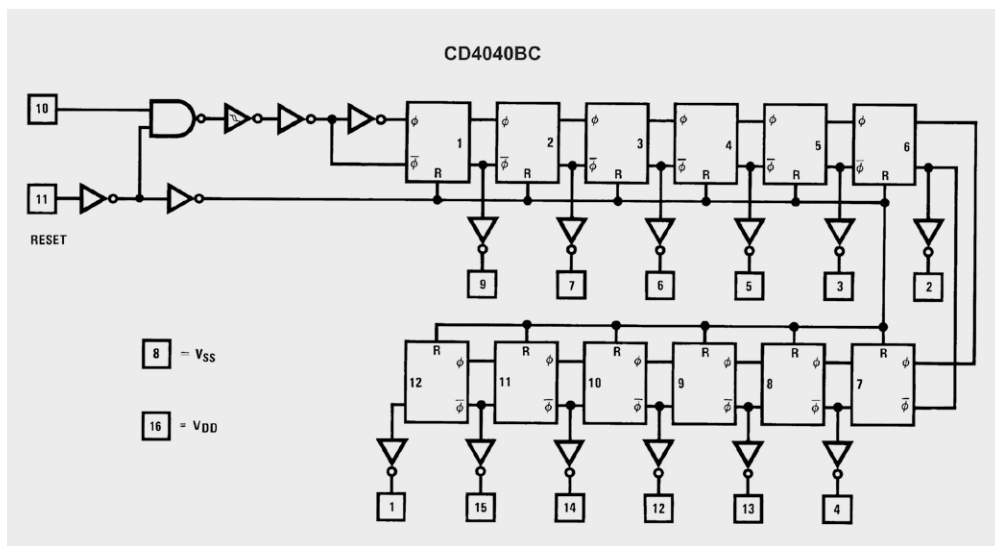 CD4040BC
10
ϕ 1 ϕ̅ R
2 ϕ ϕ̅ R
3 ϕ ϕ̅ R
4 ϕ ϕ̅ R
5 ϕ ϕ̅ R
6 ϕ ϕ̅ R
11
RESET
9 7 6 5 3 2
8 = VSS
16 = VDD
12 R ϕ ϕ̅
11 R ϕ ϕ̅
10 R ϕ ϕ̅
9 R ϕ ϕ̅
8 R ϕ ϕ̅
7 R ϕ ϕ̅
1 15 14 12 13 4